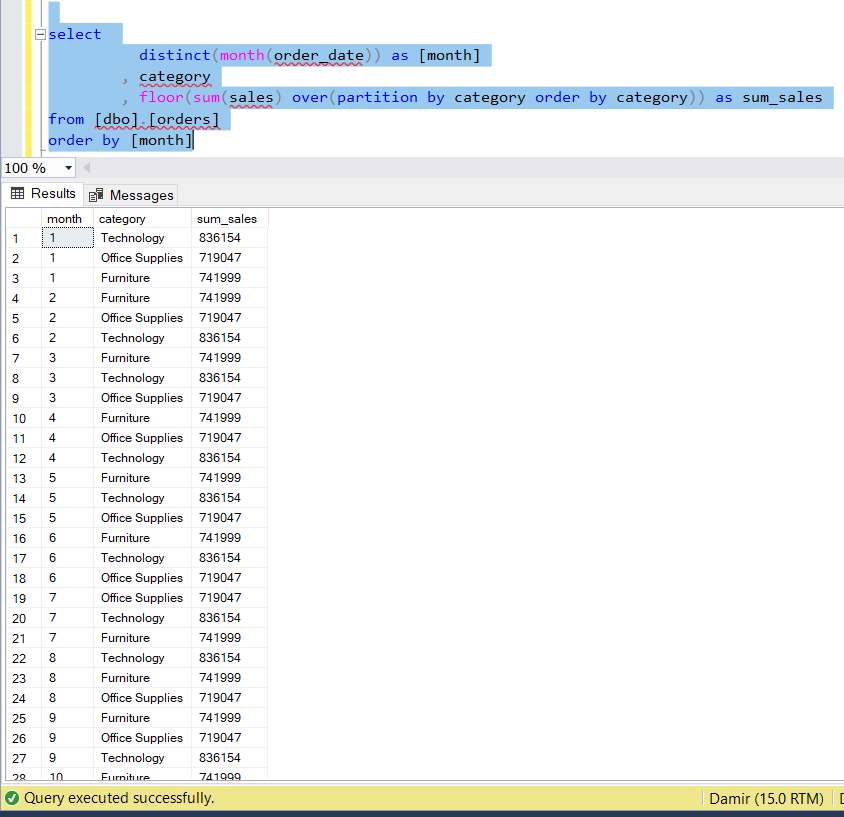 select
distinct(month(order_date)) as [month]
, category
, floor(sum(sales) over(partition by category order by category)) as sum_sales
from [dbo].[orders]
order by [month]
100 %
Results Messages
month category sum_sales
1 1 Technology 836154
2 1 Office Supplies 719047
3 1 Furniture 741999
4 2 Furniture 741999
5 2 Office Supplies 719047
6 2 Technology 836154
7 3 Furniture 741999
8 3 Technology 836154
9 3 Office Supplies 719047
10 4 Furniture 741999
11 4 Office Supplies 719047
12 4 Technology 836154
13 5 Furniture 741999
14 5 Technology 836154
15 5 Office Supplies 719047
16 6 Furniture 741999
17 6 Technology 836154
18 6 Office Supplies 719047
19 7 Office Supplies 719047
20 7 Technology 836154
21 7 Furniture 741999
22 8 Technology 836154
23 8 Furniture 741999
24 8 Office Supplies 719047
25 9 Furniture 741999
26 9 Office Supplies 719047
27 9 Technology 836154
28 10 Furniture 741999
Query executed successfully. Damir (15.0 RTM)